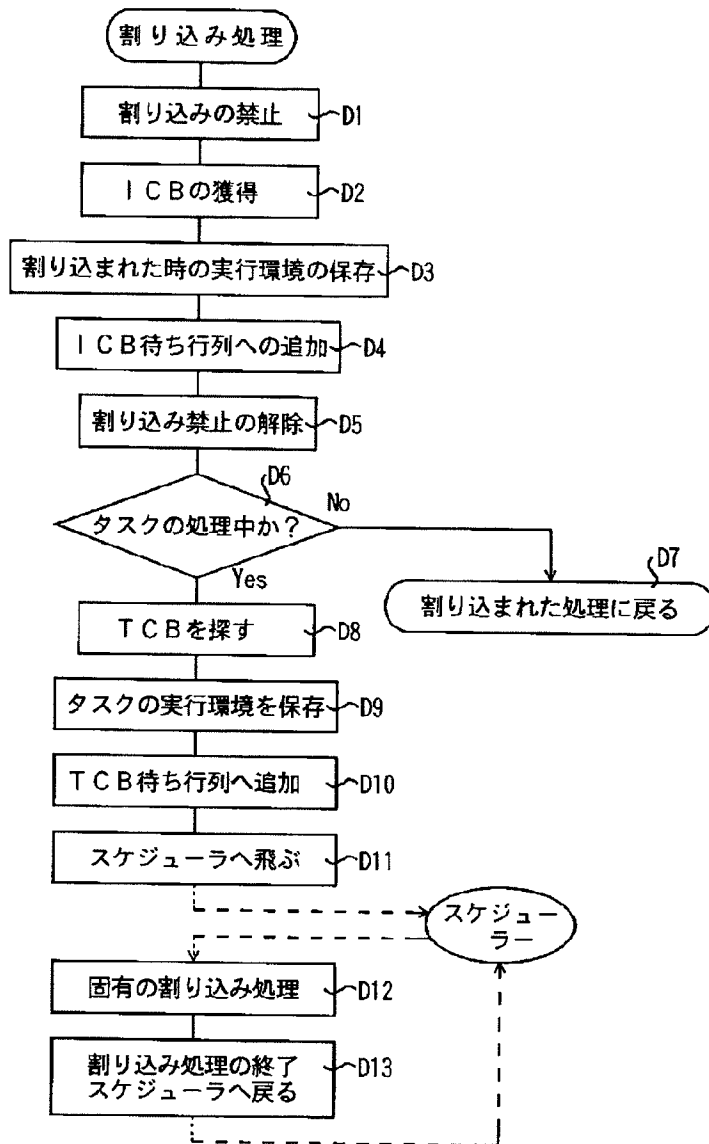 割り込み処理
割り込みの禁止
D1
ICBの獲得
D2
割り込まれた時の実行環境の保存
D3
ICB待ち行列への追加
D4
割り込み禁止の解除
D5
D6
タスクの処理中か?
No
Yes
D7
割り込まれた処理に戻る
TCBを探す
D8
タスクの実行環境を保存
D9
TCB待ち行列へ追加
D10
スケジューラへ飛ぶ
D11
スケジュー
ラー
固有の割り込み処理
D12
割り込み処理の終了
スケジューラへ戻る
D13